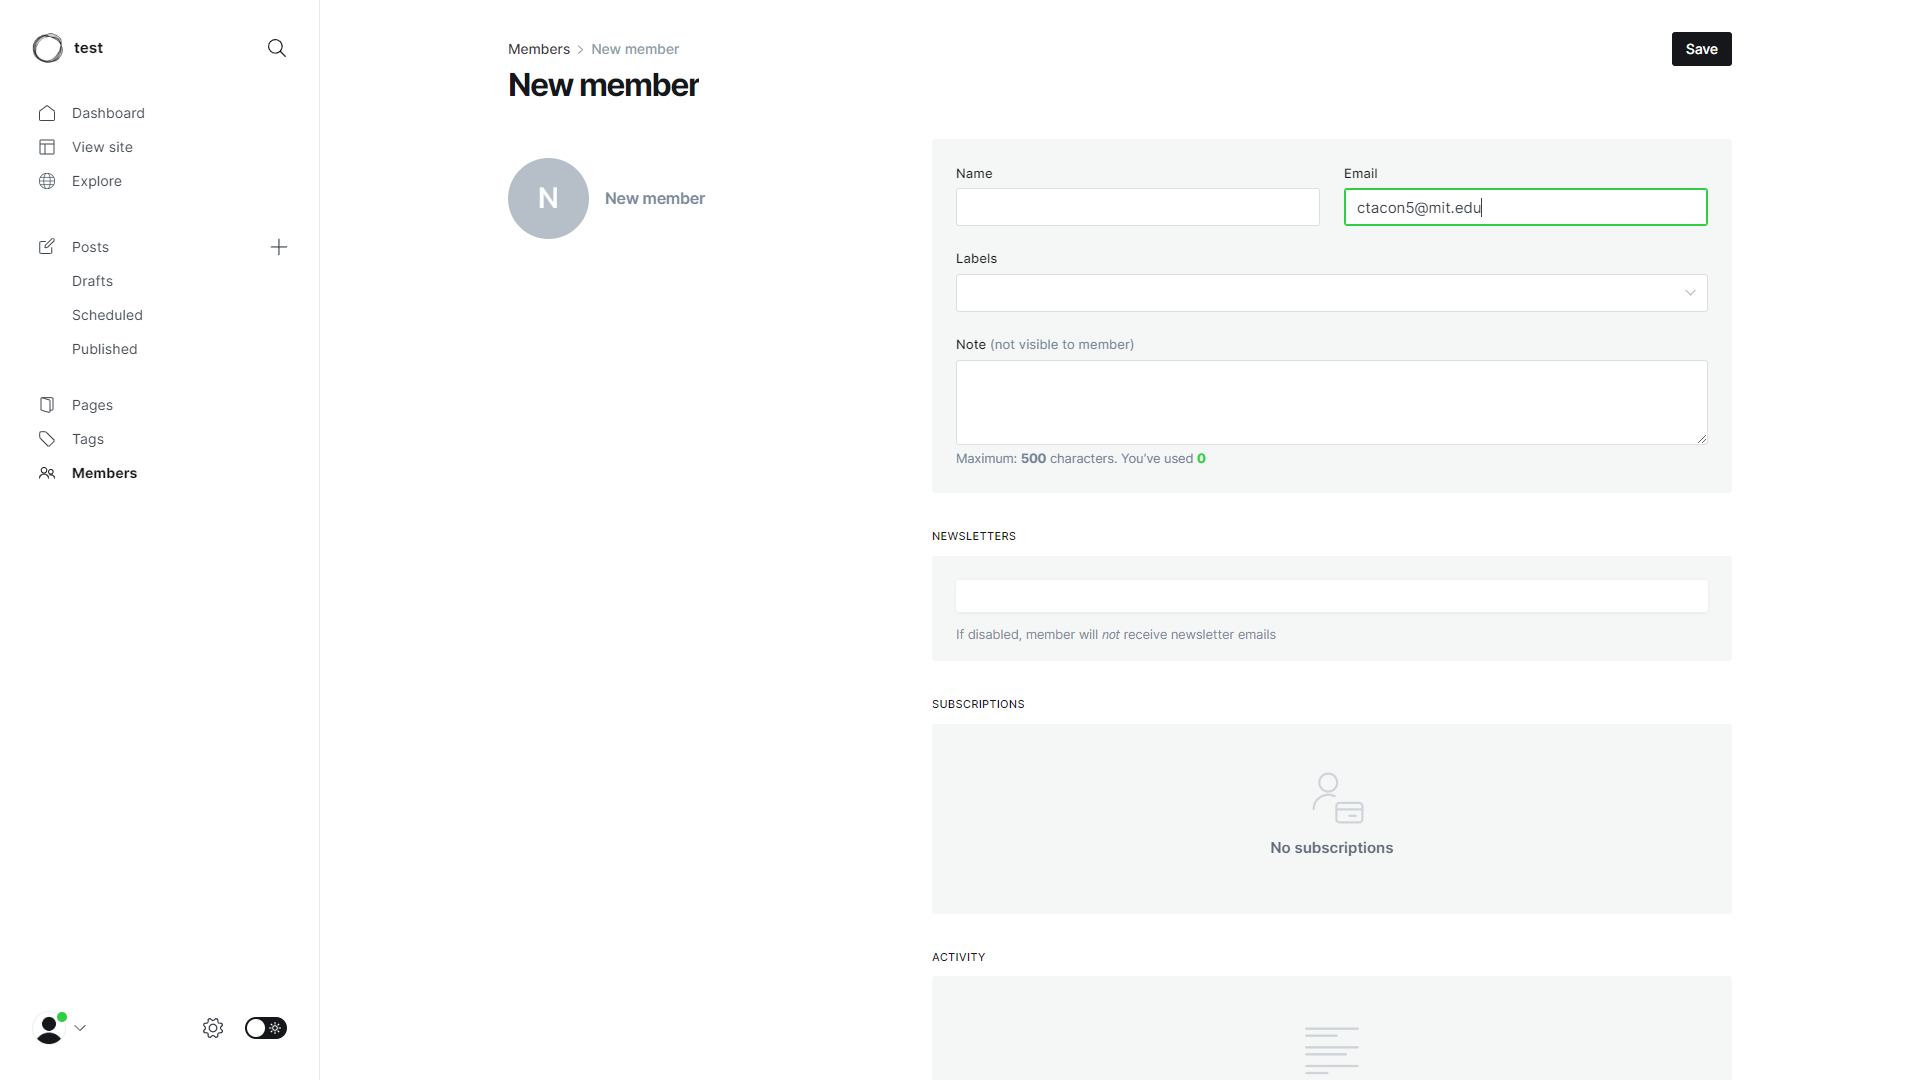 test
Dashboard
View site
Explore
Posts
Drafts
Scheduled
Published
Pages
Tags
Members
Members > New member
New member
Save
N
New member
Name
Email
ctacon5@mit.edu
Labels
Note (not visible to member)
Maximum: 500 characters. You've used 0
NEWSLETTERS
If disabled, member will not receive newsletter emails
SUBSCRIPTIONS
No subscriptions
ACTIVITY